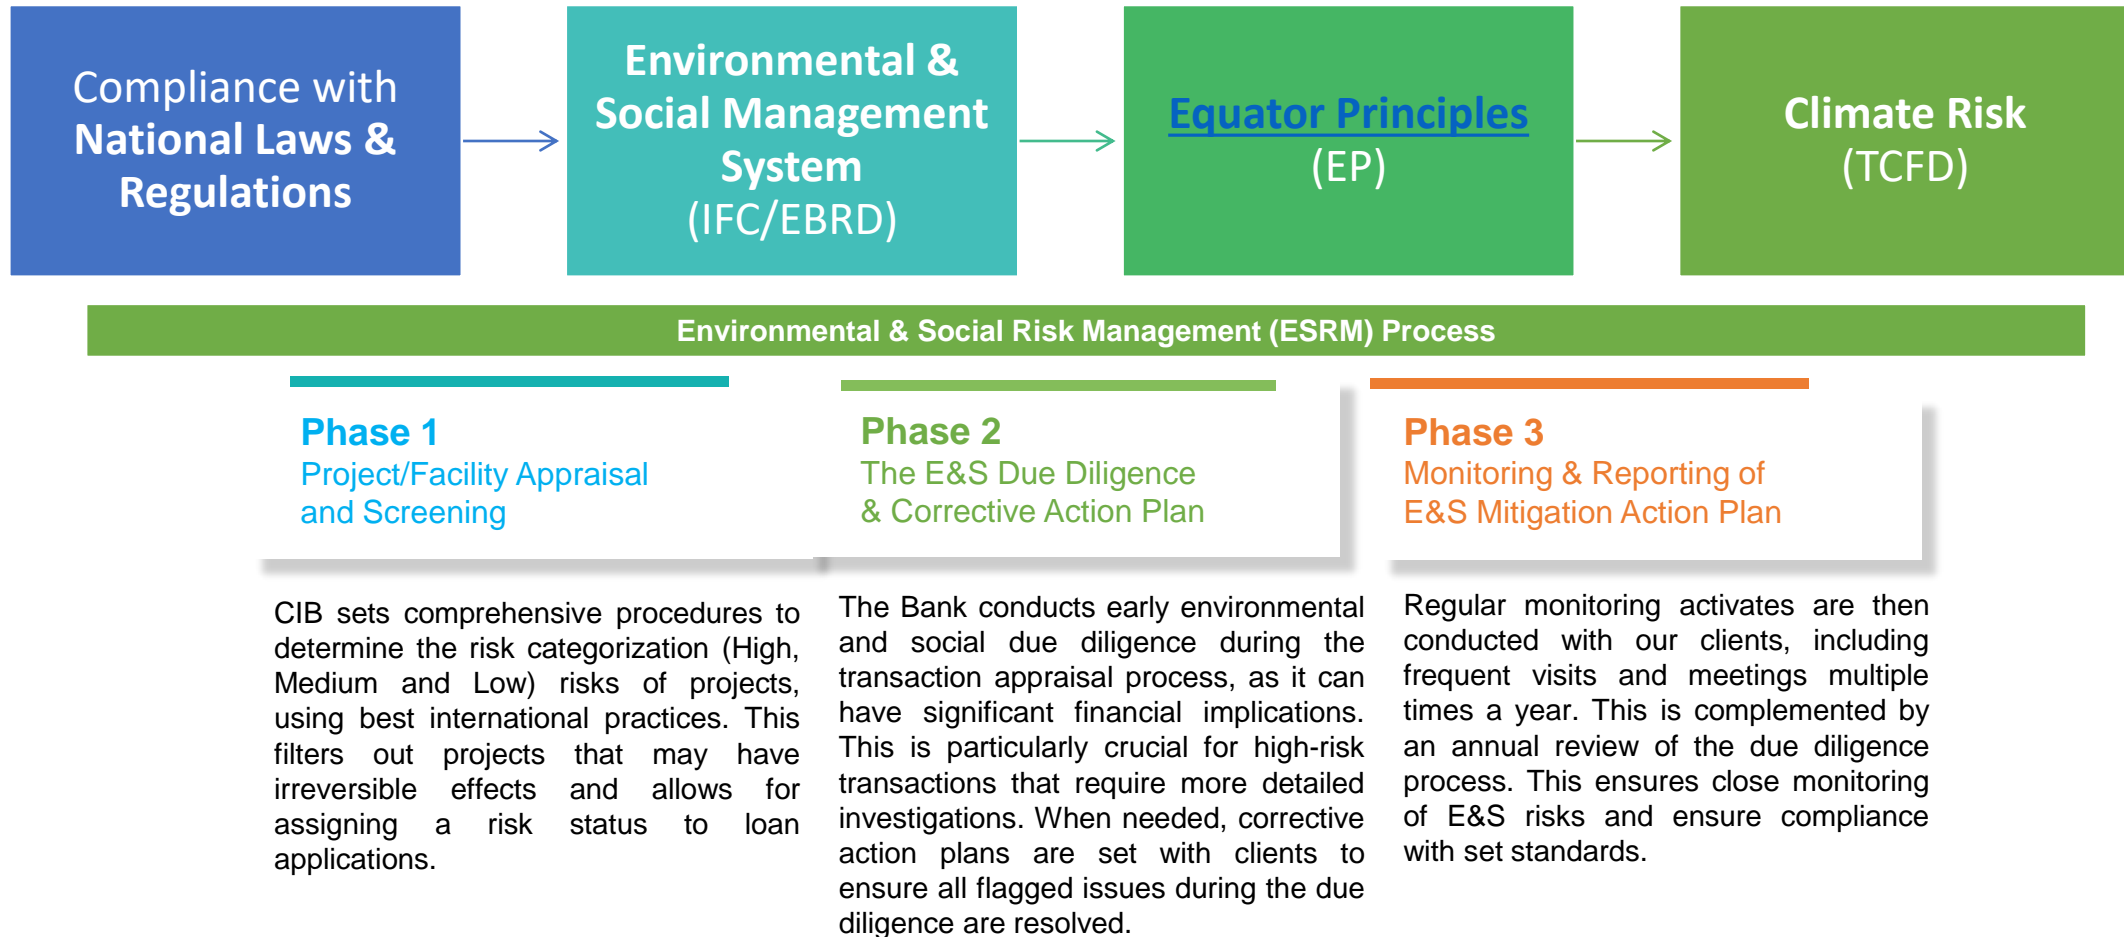 Compliance with
National Laws &
Regulations
Environmental &
Social Management
System
(IFC/EBRD)
Equator Principles
(EP)
Climate Risk
(TCFD)
Environmental & Social Risk Management (ESRM) Process
Phase 1
Project/Facility Appraisal
and Screening
CIB sets comprehensive procedures to
determine the risk categorization (High,
Medium and Low) risks of projects,
using best international practices. This
filters out projects that may have
irreversible effects and allows for
assigning a risk status to loan
applications.
Phase 2
The E&S Due Diligence
& Corrective Action Plan
The Bank conducts early environmental
and social due diligence during the
transaction appraisal process, as it can
have significant financial implications.
This is particularly crucial for high-risk
transactions that require more detailed
investigations. When needed, corrective
action plans are set with clients to
ensure all flagged issues during the due
diligence are resolved.
Phase 3
Monitoring & Reporting of
E&S Mitigation Action Plan
Regular monitoring activates are then
conducted with our clients, including
frequent visits and meetings multiple
times a year. This is complemented by
an annual review of the due diligence
process. This ensures close monitoring
of E&S risks and ensure compliance
with set standards.